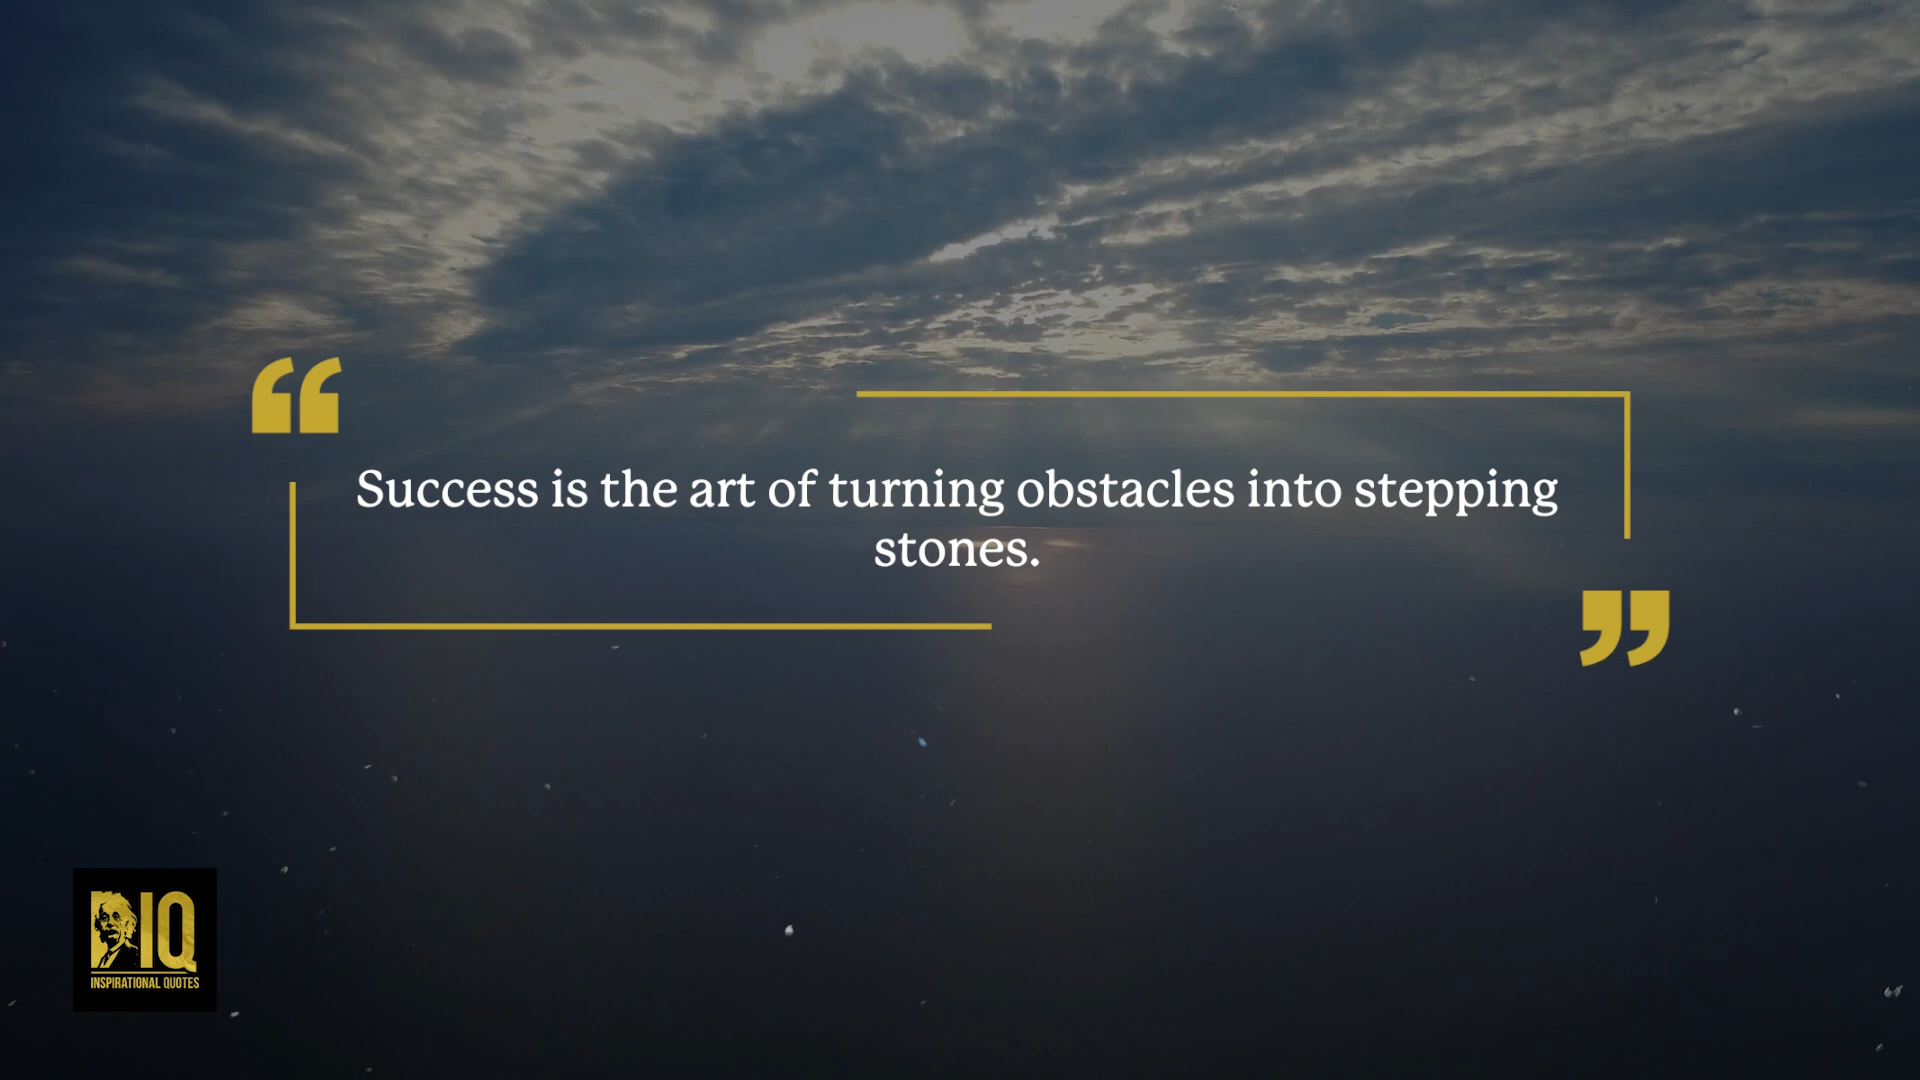 “
Success is the art of turning obstacles into stepping
stones.
”
IQ
INSPIRATIONAL QUOTES